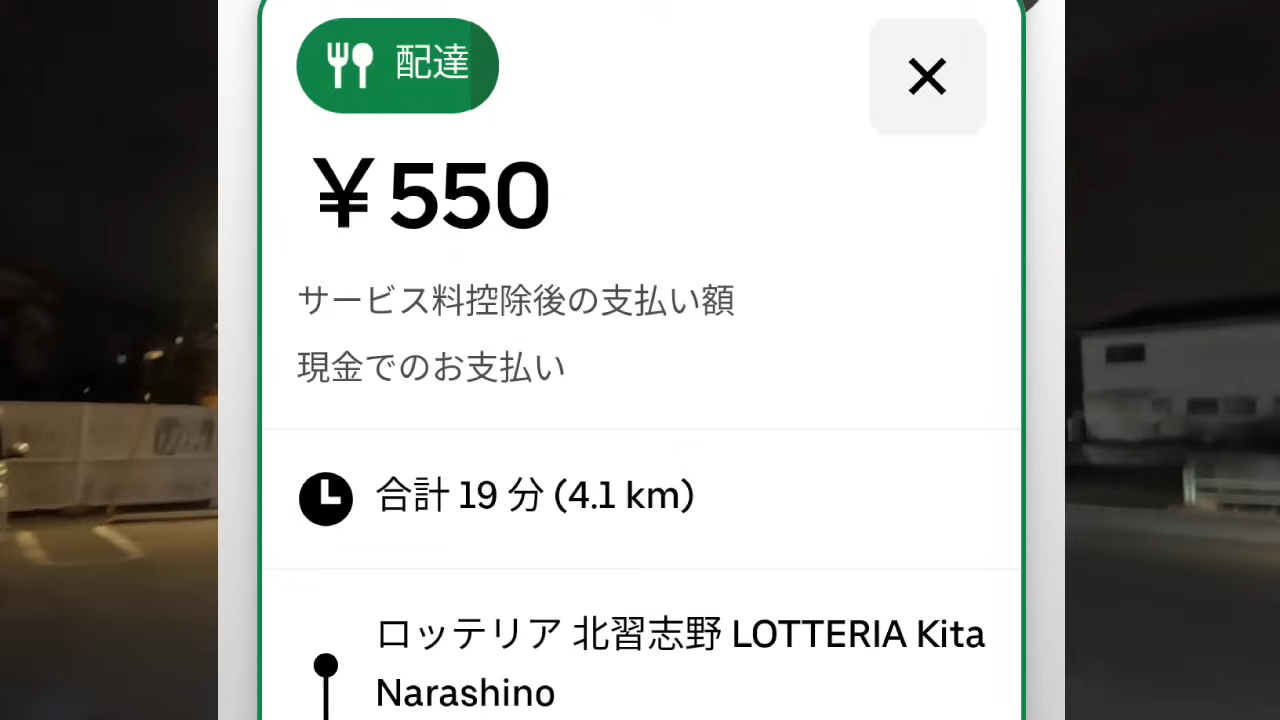 配達
¥550
サービス料控除後の支払い額
現金でのお支払い
合計 19 分 (4.1 km)
ロッテリア 北習志野 LOTTERIA Kita
Narashino